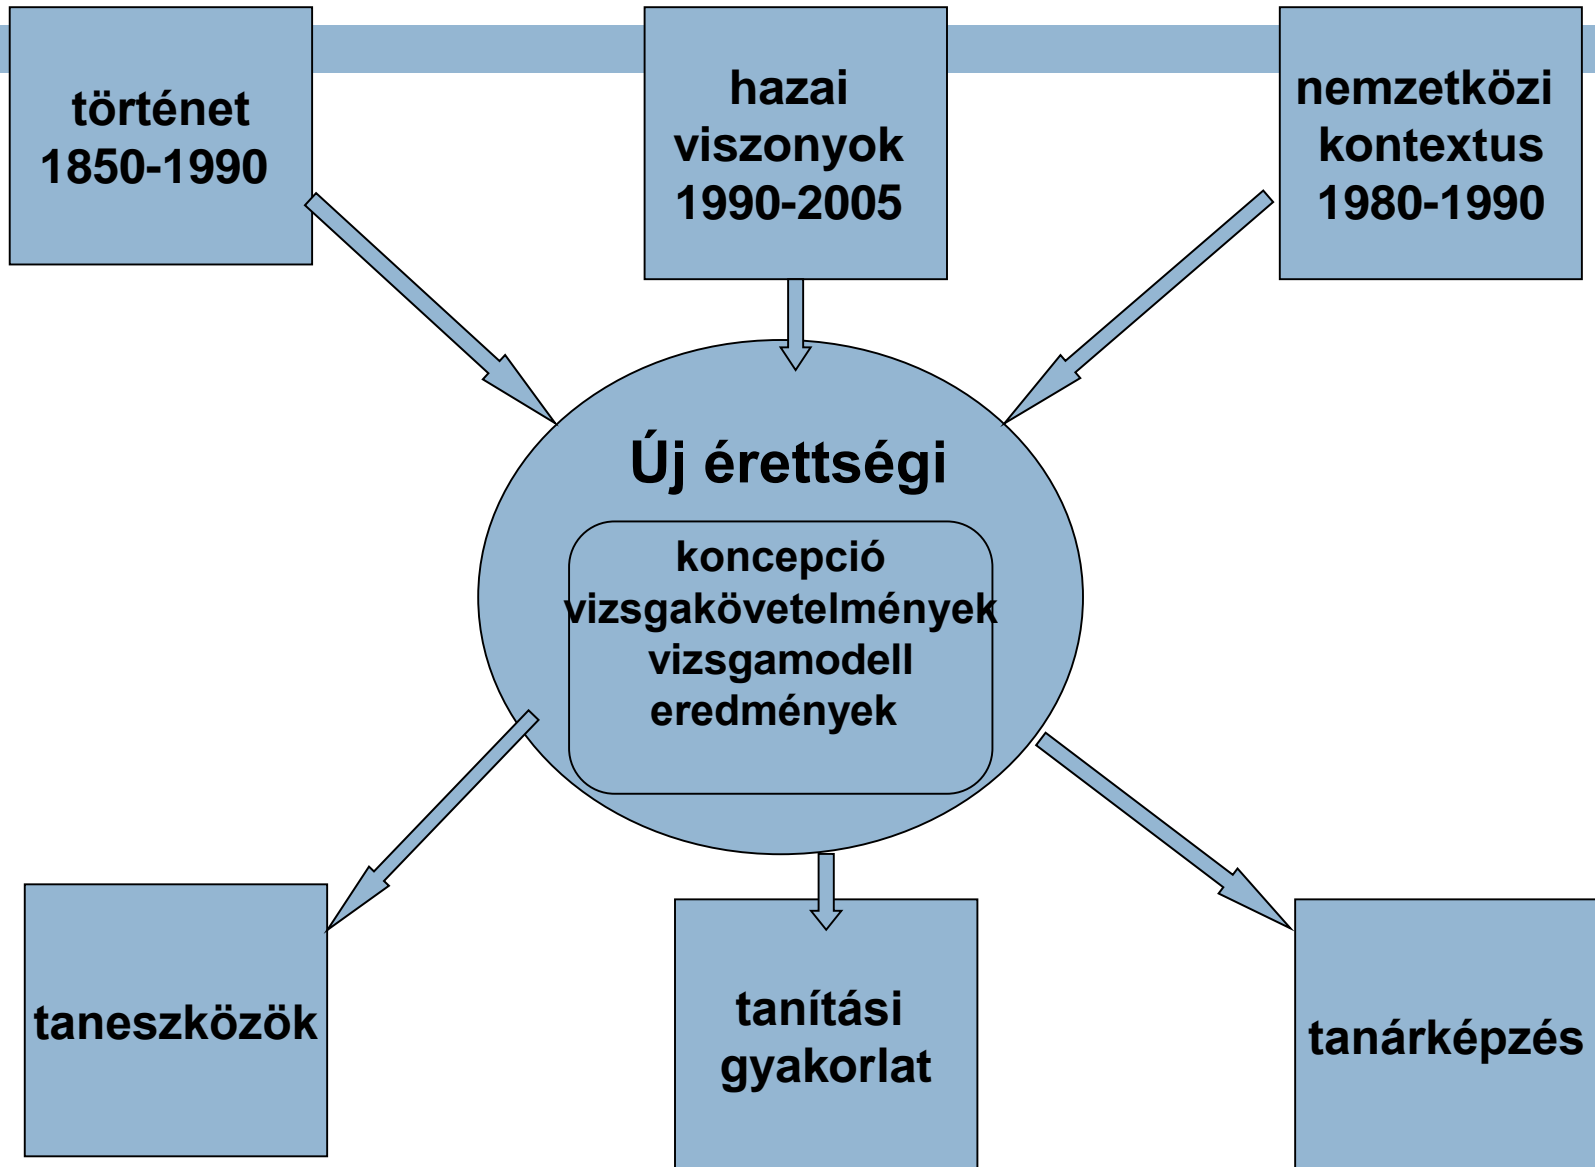 történet
1850-1990
hazai
viszonyok
1990-2005
nemzetközi
kontextus
1980-1990
Új érettségi
koncepció
vizsgakövetelmények
vizsgamodell
eredmények
taneszközök
tanítási
gyakorlat
tanárképzés